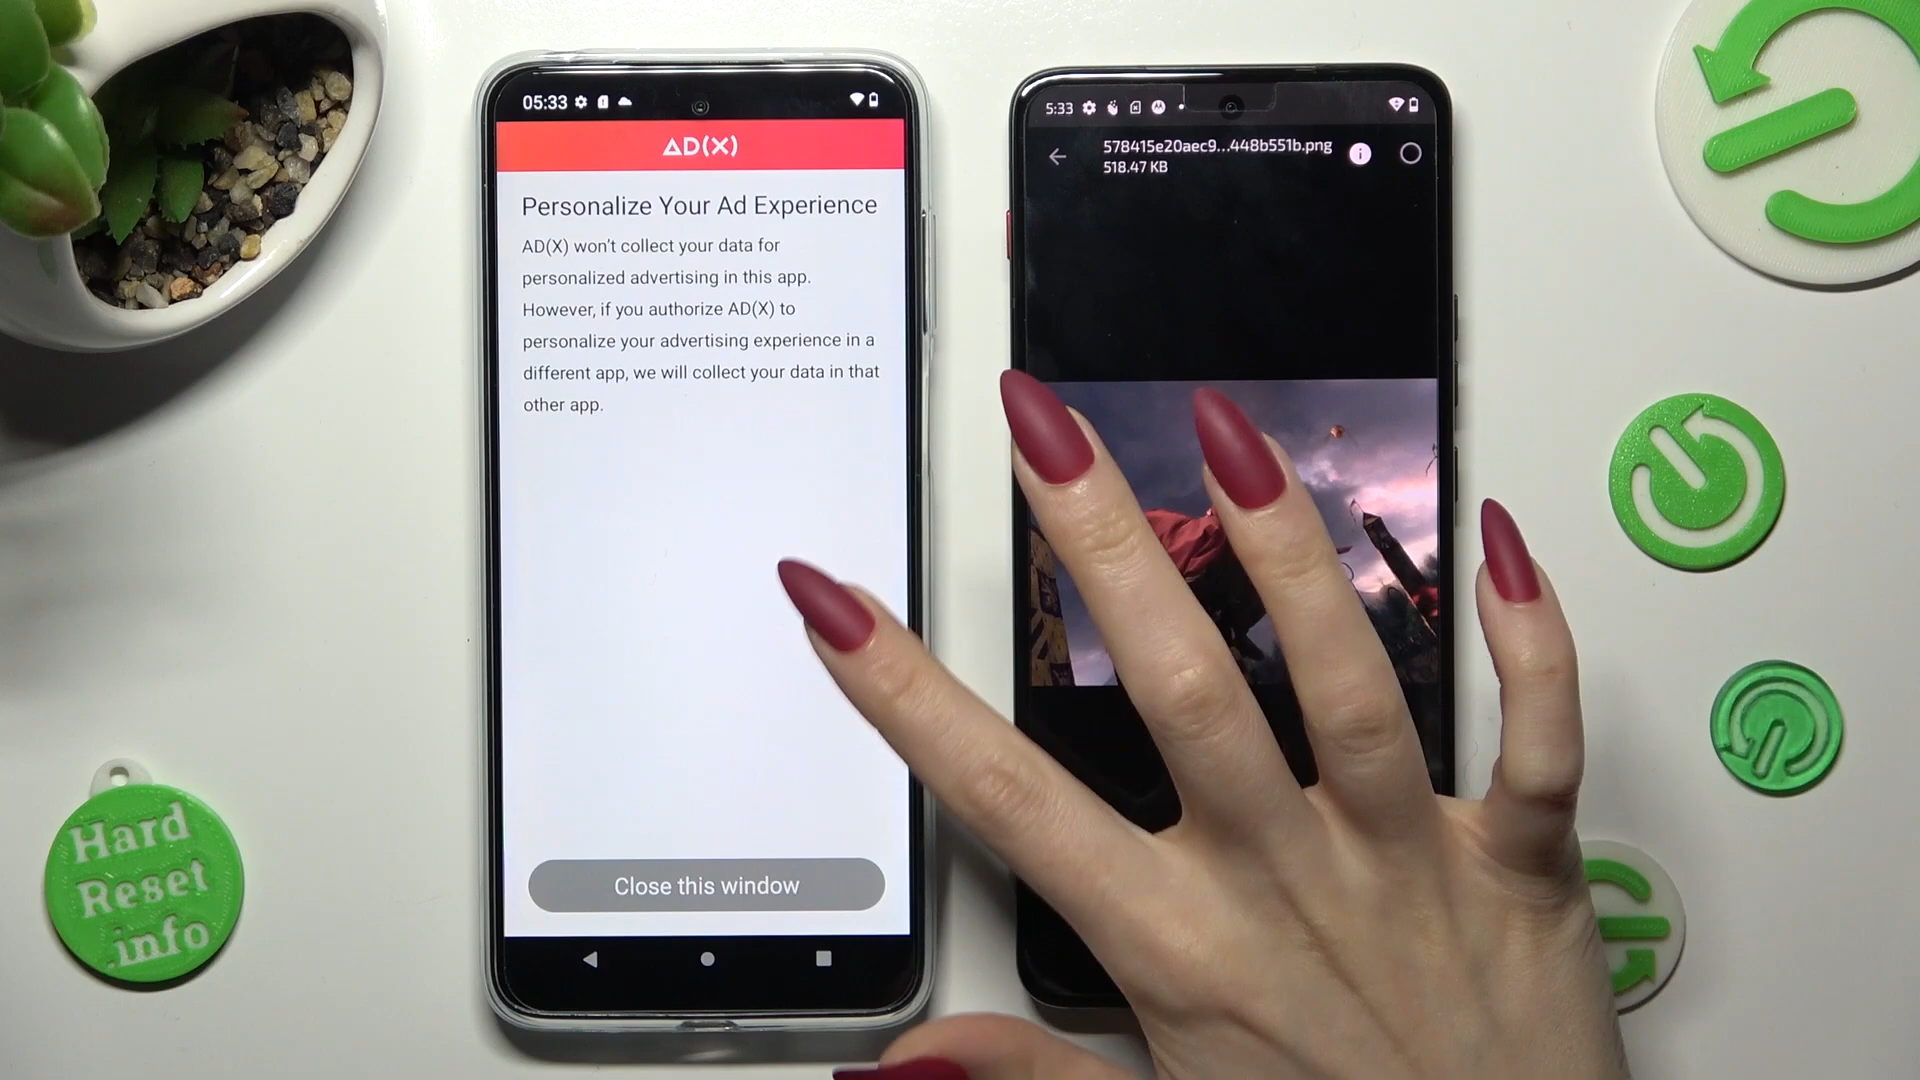 05:33
AD(X)
Personalize Your Ad Experience
AD(X) won't collect your data for
personalized advertising in this app.
However, if you authorize AD(X) to
personalize your advertising experience in a
different app, we will collect your data in that
other app.
Close this window
5:33
578415e20aec9...448b551b.png
518.47 KB
Hard
Reset
.info